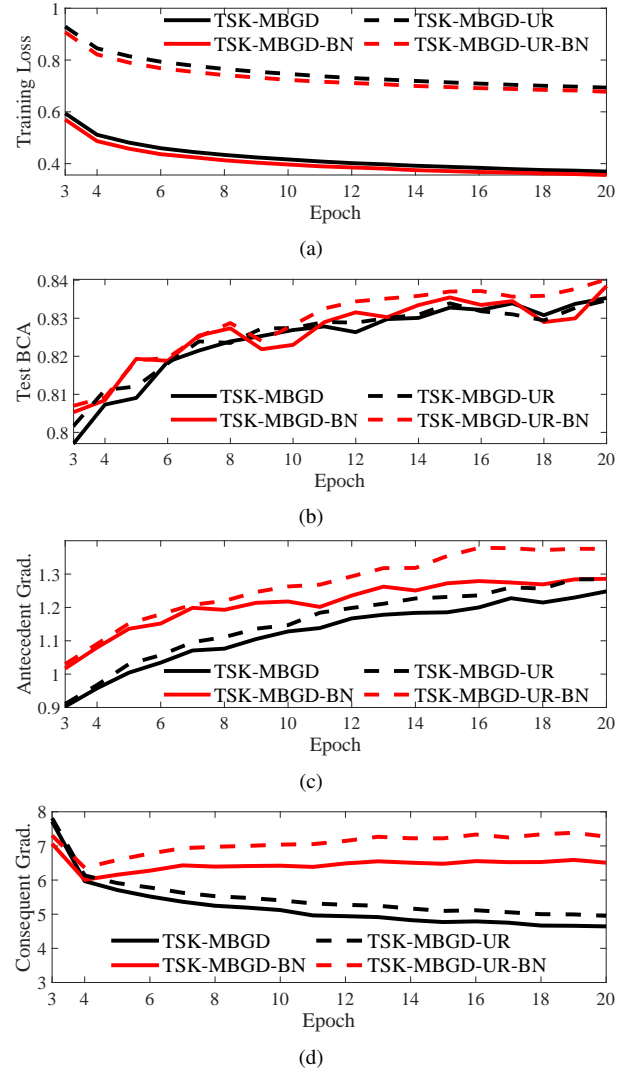 TSK-MBGD TSK-MBGD-UR
TSK-MBGD-BN TSK-MBGD-UR-BN
Training Loss
1
0.8
0.6
0.4
3 4 6 8 10 12 14 16 18 20
Epoch
(a)
Test BCA
0.84
0.83
0.82
0.81
0.8
TSK-MBGD TSK-MBGD-UR
TSK-MBGD-BN TSK-MBGD-UR-BN
3 4 6 8 10 12 14 16 18 20
Epoch
(b)
Antecedent Grad.
1.3
1.2
1.1
1
0.9
TSK-MBGD TSK-MBGD-UR
TSK-MBGD-BN TSK-MBGD-UR-BN
3 4 6 8 10 12 14 16 18 20
Epoch
(c)
Consequent Grad.
8
7
6
5
4
3
TSK-MBGD TSK-MBGD-UR
TSK-MBGD-BN TSK-MBGD-UR-BN
3 4 6 8 10 12 14 16 18 20
Epoch
(d)